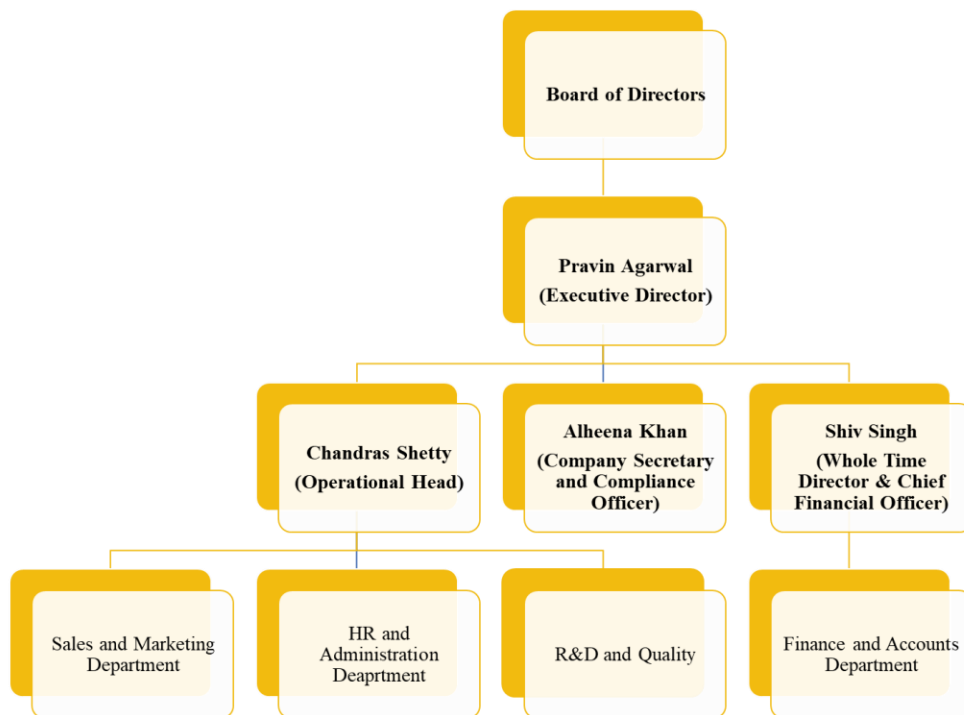 Board of Directors
Pravin Agarwal
(Executive Director)
Chandras Shetty
(Operational Head)
Alheena Khan
(Company Secretary
and Compliance
Officer)
Shiv Singh
(Whole Time
Director & Chief
Financial Officer)
Sales and Marketing
Department
HR and
Administration
Deaprtment
R&D and Quality
Finance and Accounts
Department